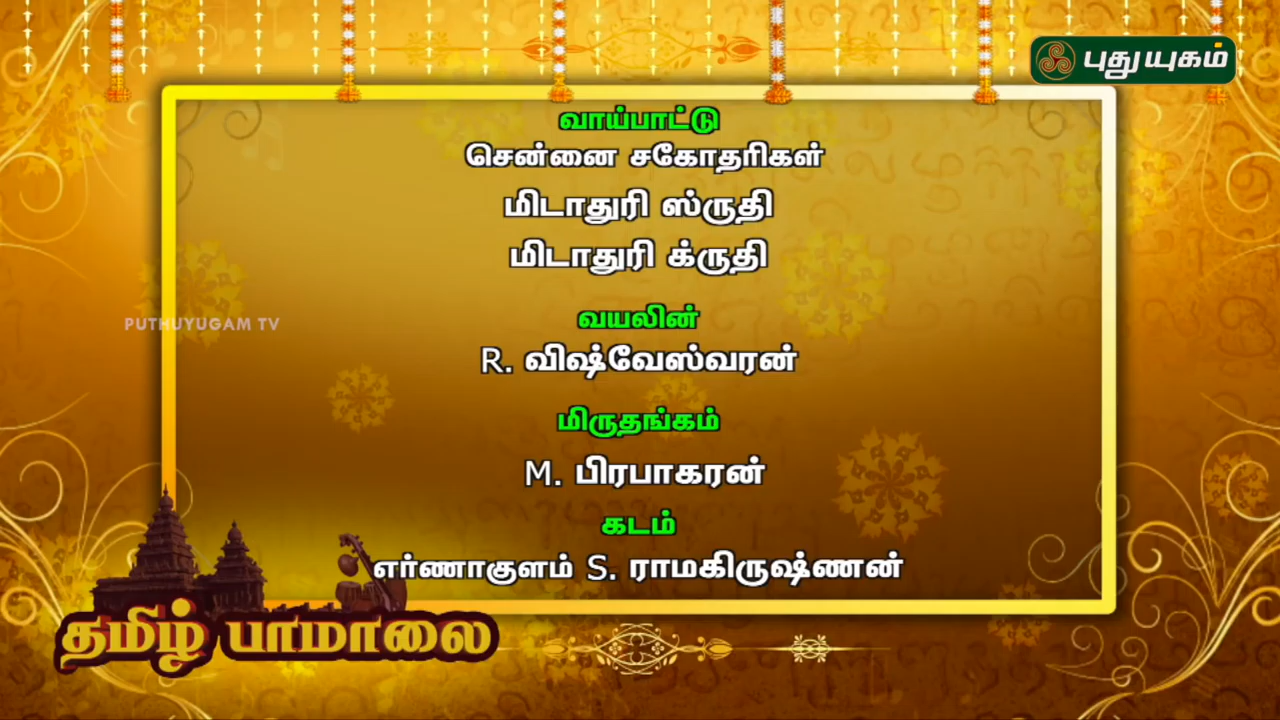 புதுயுகம்
வாய்பாட்டு
சென்னை சகோதரிகள்
மிடாதுரி ஸ்ருதி
மிடாதுரி க்ருதி
PUTHUYUGAM TV
வயலின்
R. விஷ்வேஸ்வரன்
மிருதங்கம்
M. பிரபாகரன்
கடம்
எர்ணாகுளம் S. ராமகிருஷ்ணன்
தமிழ் பாமாலை